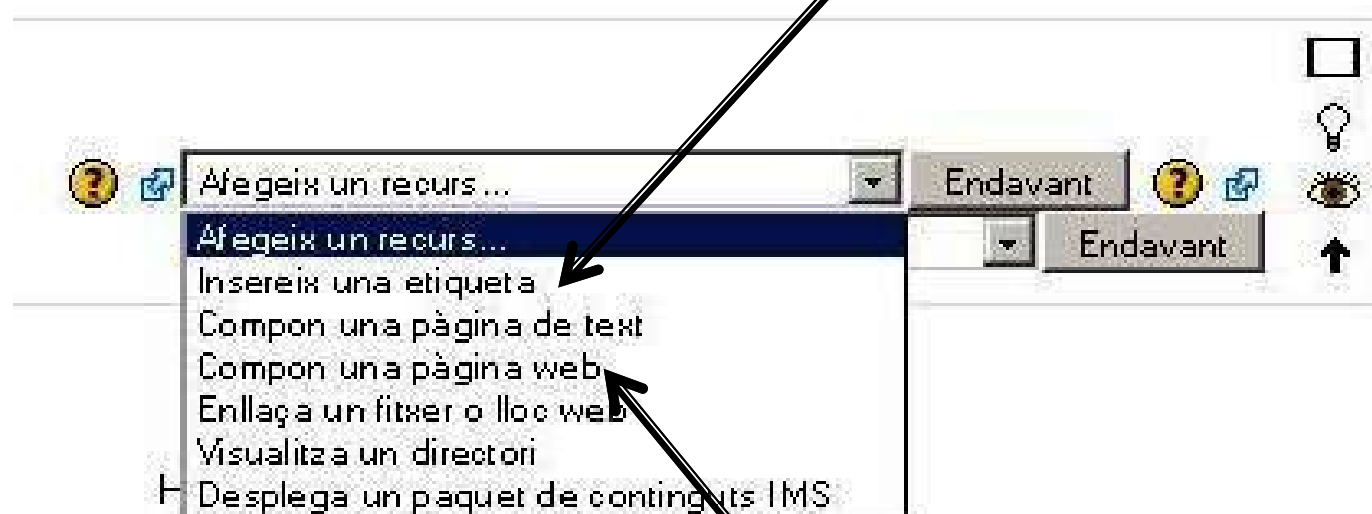 Afegeix un recurs... Endavant
Afegeix un recurs... Endavant
Insereix una etiqueta
Compon una pàgina de text
Compon una pàgina web
Enllaça un fitxer o lloc web
Visualitza un directori
H Desplega un paquet de continguts IMS